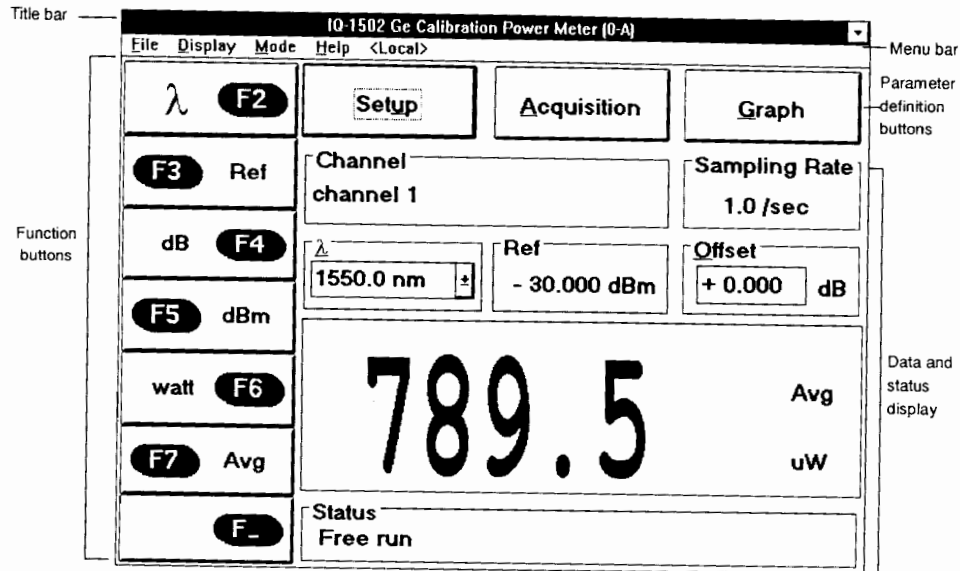 Title bar
IQ-1502 Ge Calibration Power Meter (0-A)
File Display Mode Help <Local>
Menu bar
λ F2
Setup
Acquisition
Graph
Parameter
definition
buttons
F3 Ref
Channel
channel 1
Sampling Rate
1.0 /sec
Function
buttons
dB F4
λ
1550.0 nm
Ref
- 30.000 dBm
Offset
+ 0.000 dB
F5 dBm
789.5
Avg
uW
Data and
status
display
watt F6
F7 Avg
F_
Status
Free run